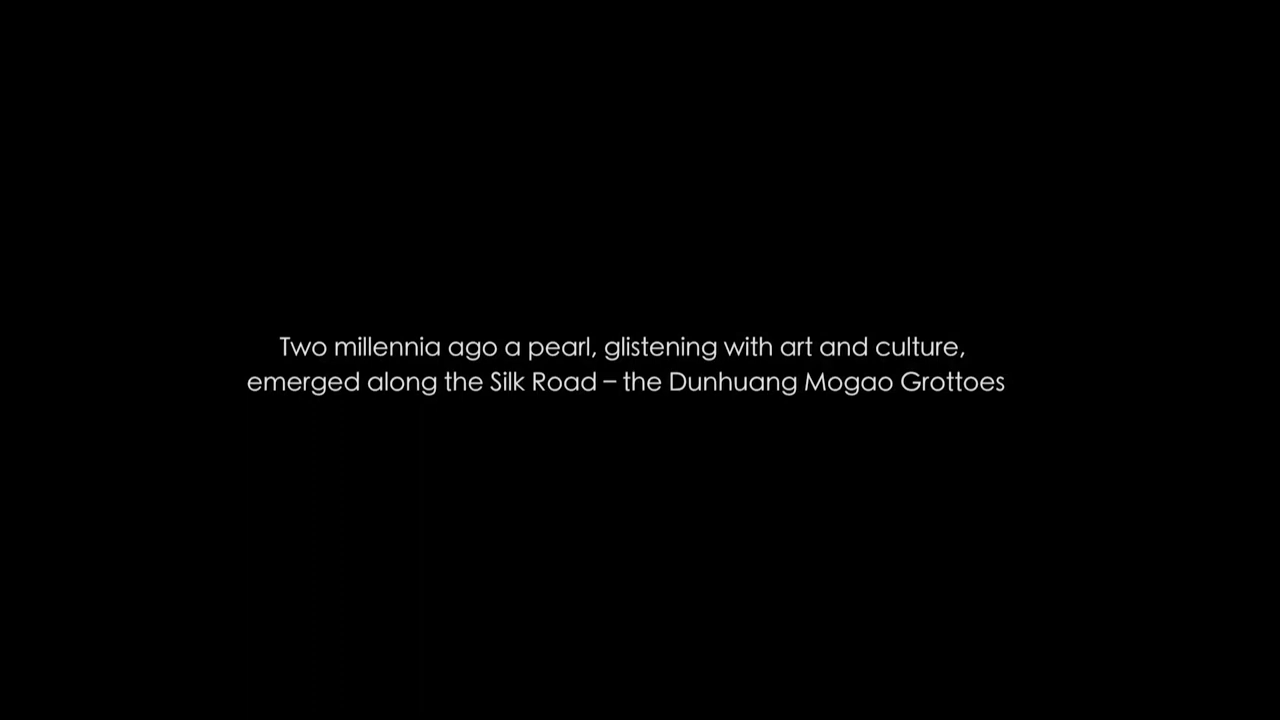 Two millennia ago a pearl, glistening with art and culture,
emerged along the Silk Road – the Dunhuang Mogao Grottoes